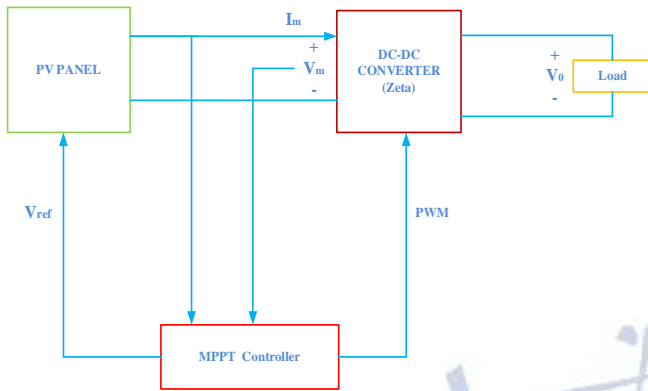 Im
+
Vm
-
PV PANEL
DC-DC
CONVERTER
(Zeta)
+
V0
-
Load
Vref
PWM
MPPT Controller